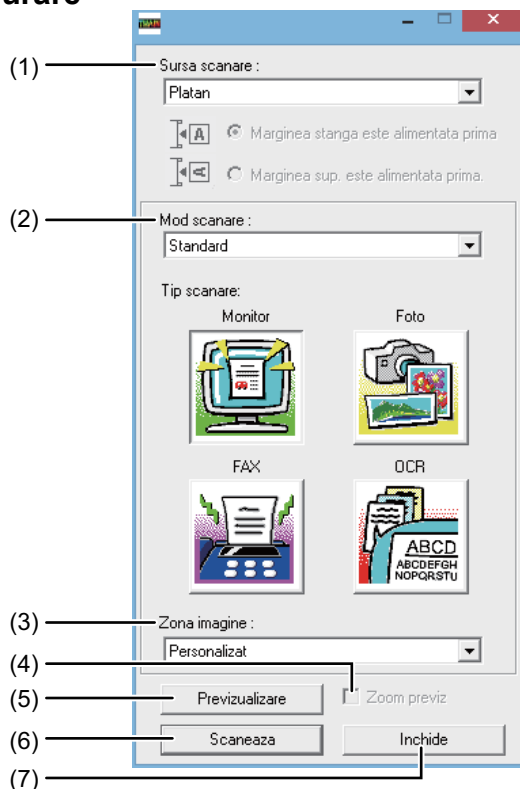 (1)
Sursa scanare :
Platan
A Marginea stanga este alimentata prima
A Marginea sup. este alimentata prima.
(2)
Mod scanare :
Standard
Tip scanare:
Monitor Foto
FAX OCR
ABCD
ABCDEFGH
NOPQRSTU
(3)
Zona imagine :
Personalizat
(4)
(5) Previzualizare Zoom previz
(6) Scaneaza Inchide
(7)